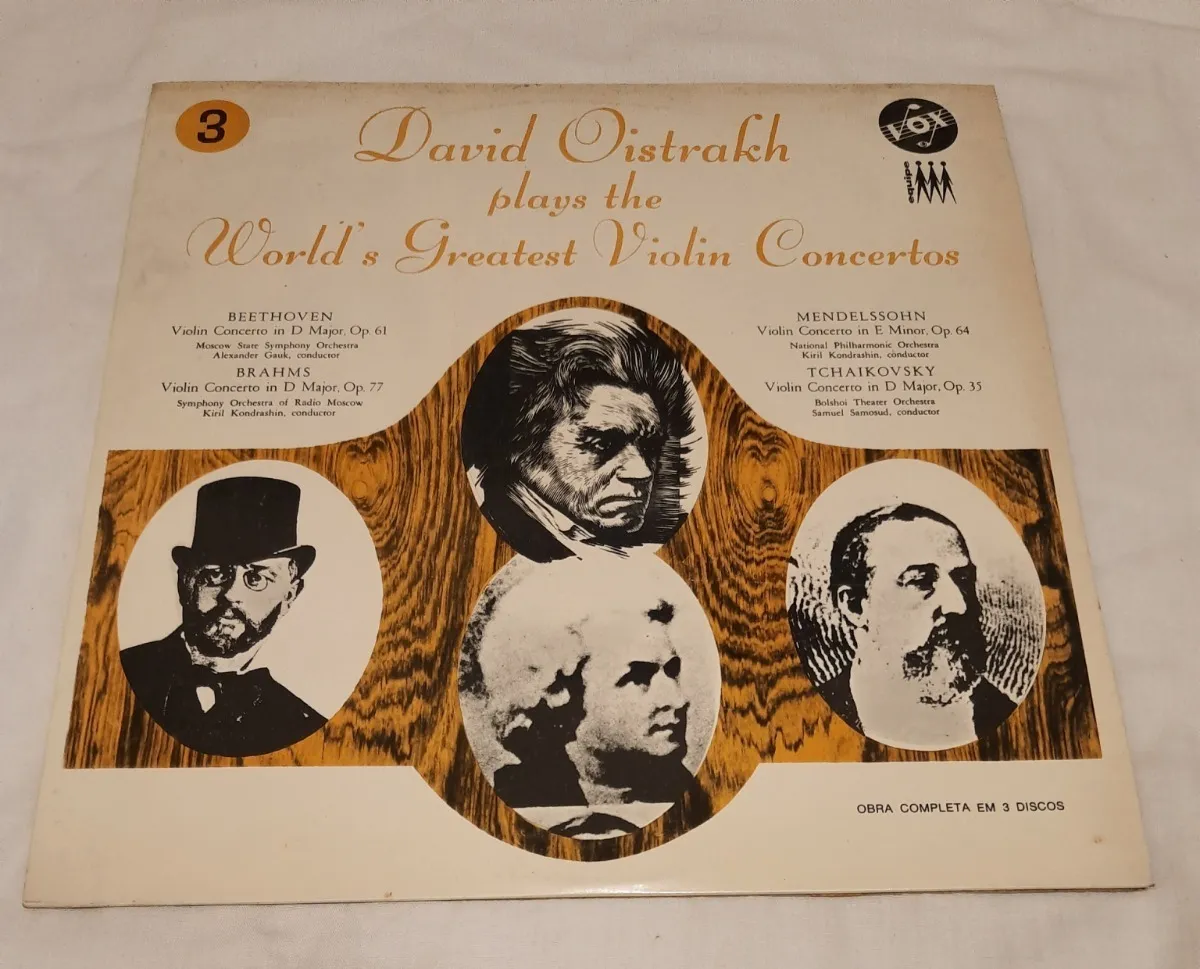 3
David Oistrakh
plays the
World's Greatest Violin Concertos
VOX
equipe
BEETHOVEN
Violin Concerto in D Major, Op. 61
Moscow State Symphony Orchestra
Alexander Gauk, conductor
BRAHMS
Violin Concerto in D Major, Op. 77
Symphony Orchestra of Radio Moscow
Kiril Kondrashin, conductor
MENDELSSOHN
Violin Concerto in E Minor, Op. 64
National Philharmonic Orchestra
Kiril Kondrashin, conductor
TCHAIKOVSKY
Violin Concerto in D Major, Op. 35
Bolshoi Theater Orchestra
Samuel Samosud, conductor
OBRA COMPLETA EM 3 DISCOS